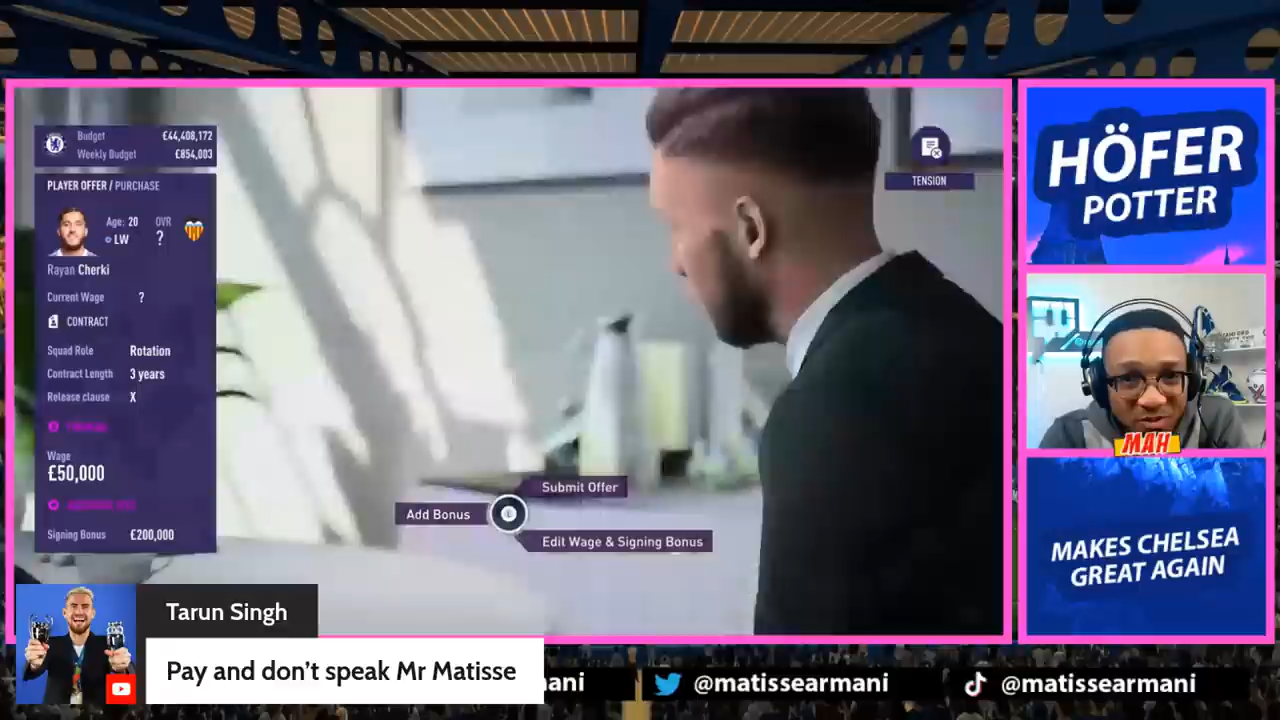 Budget £44,408,172
Weekly Budget £854,003
PLAYER OFFER / PURCHASE
Age: 20 OVR
LW ?
Rayan Cherki
Current Wage ?
CONTRACT
Squad Role Rotation
Contract Length 3 years
Release clause X
Wage
£50,000
Signing Bonus £200,000
TENSION
Submit Offer
Add Bonus
Edit Wage & Signing Bonus
HÖFER
POTTER
MAH
MAKES CHELSEA
GREAT AGAIN
Tarun Singh
Pay and don't speak Mr Matisse
ani
@matissearmani
@matissearmani